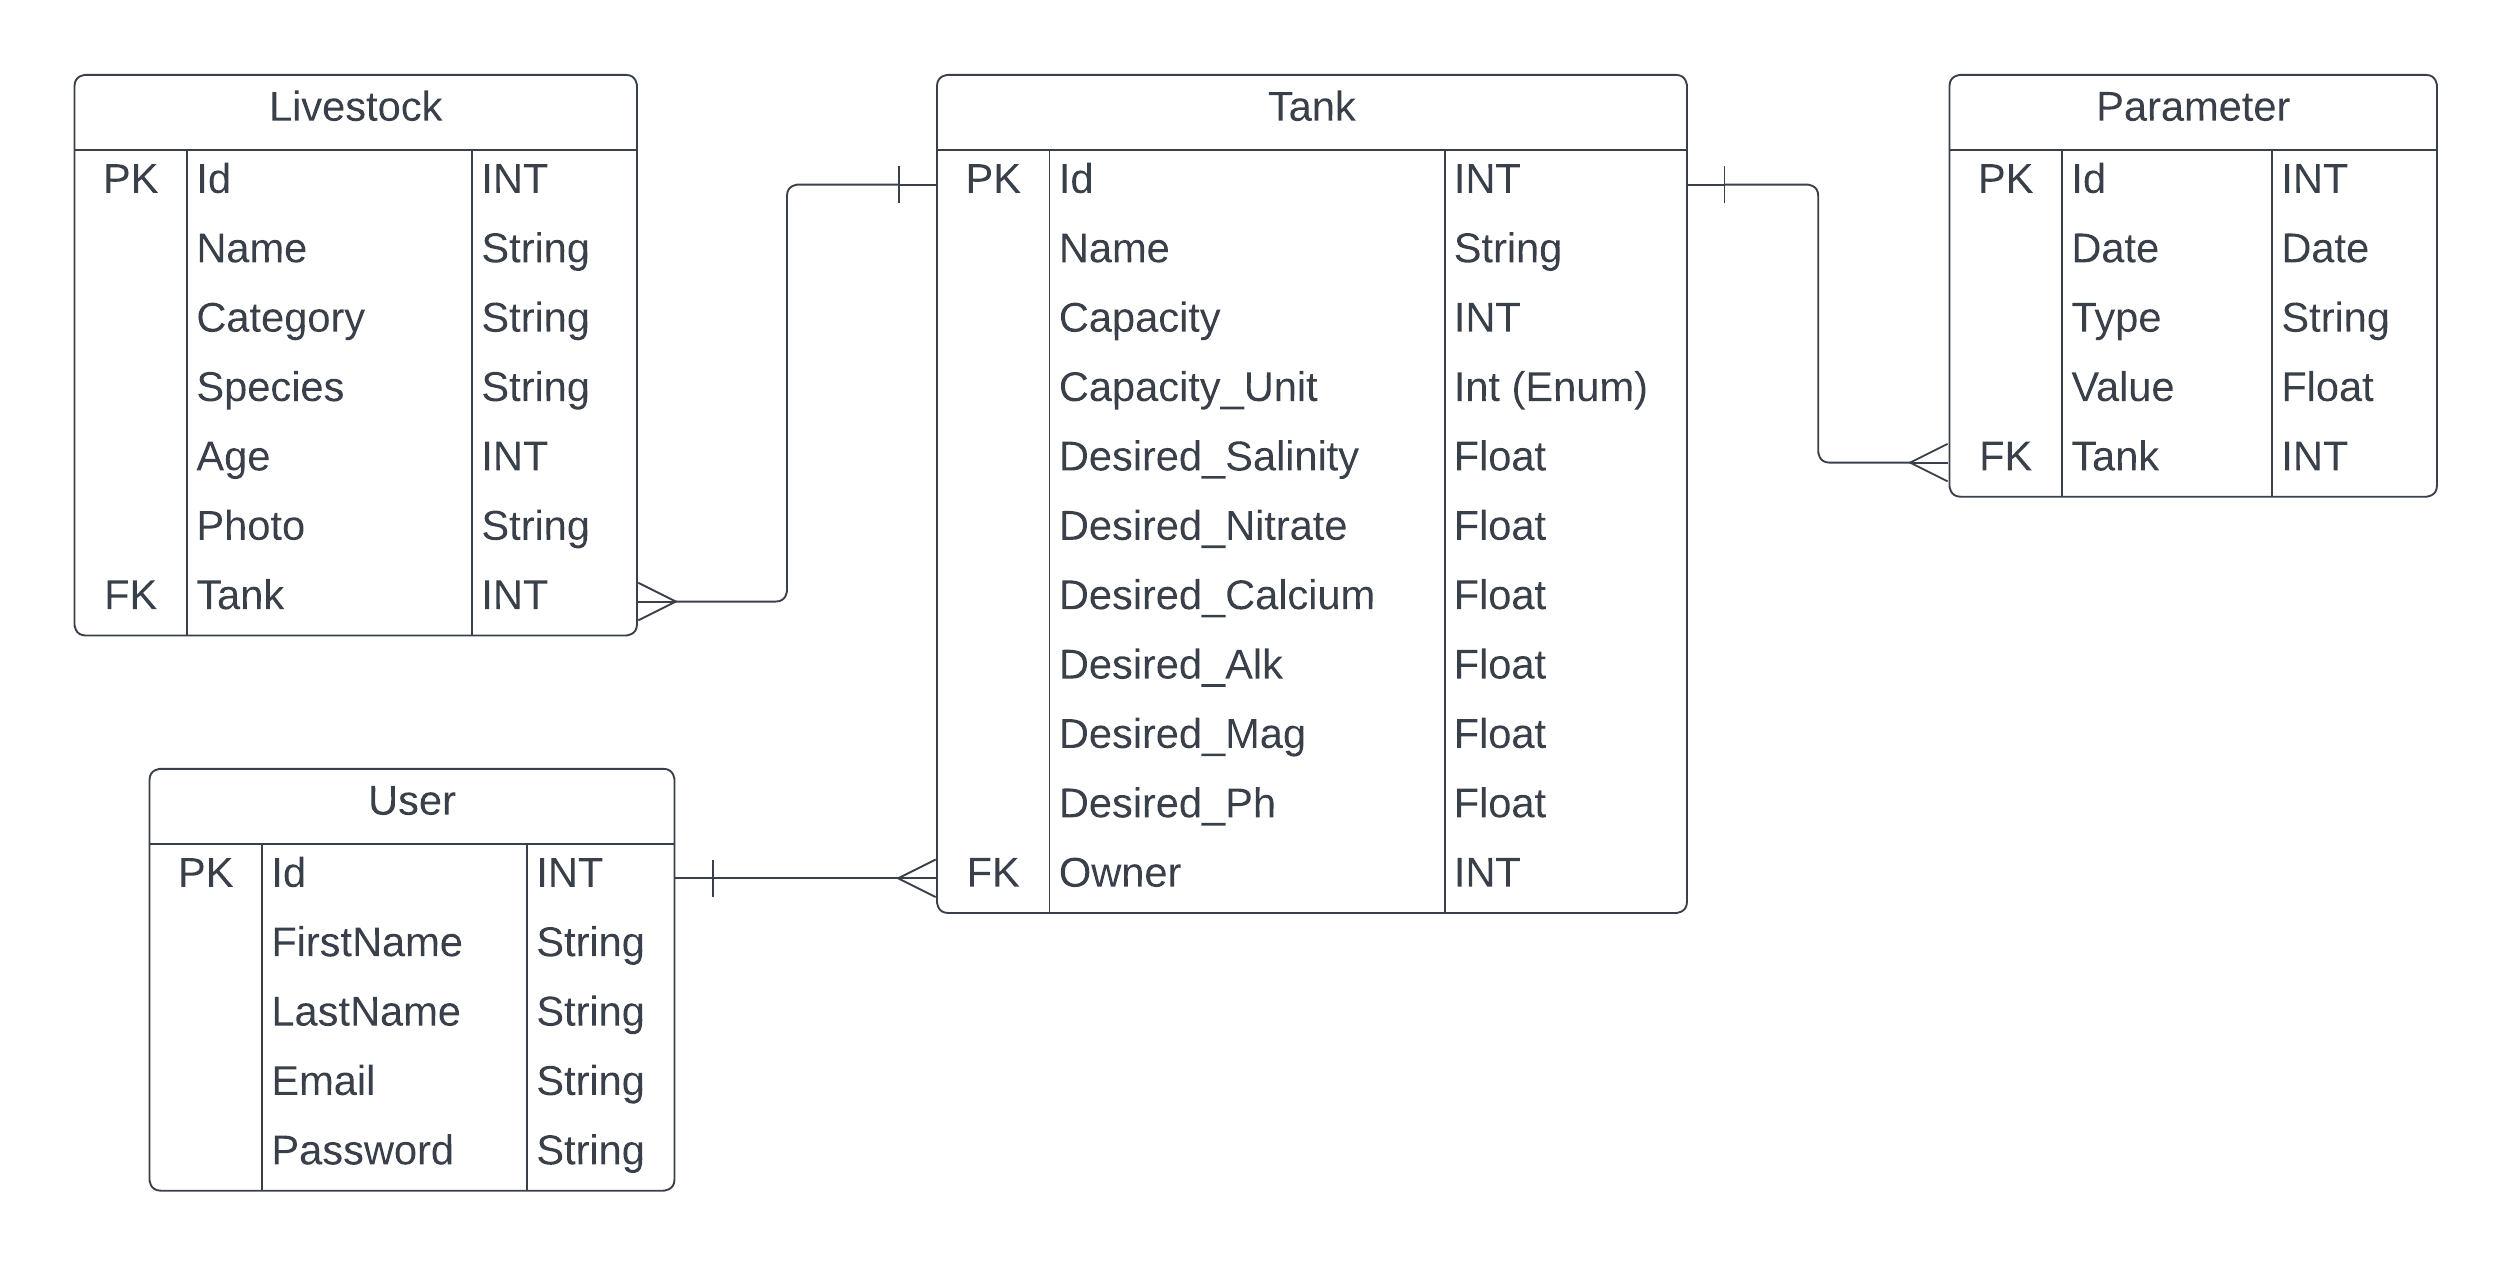 Livestock
PK Id INT
Name String
Category String
Species String
Age INT
Photo String
FK Tank INT
Tank
PK Id INT
Name String
Capacity INT
Capacity_Unit Int (Enum)
Desired_Salinity Float
Desired_Nitrate Float
Desired_Calcium Float
Desired_Alk Float
Desired_Mag Float
Desired_Ph Float
FK Owner INT
Parameter
PK Id INT
Date Date
Type String
Value Float
FK Tank INT
User
PK Id INT
FirstName String
LastName String
Email String
Password String